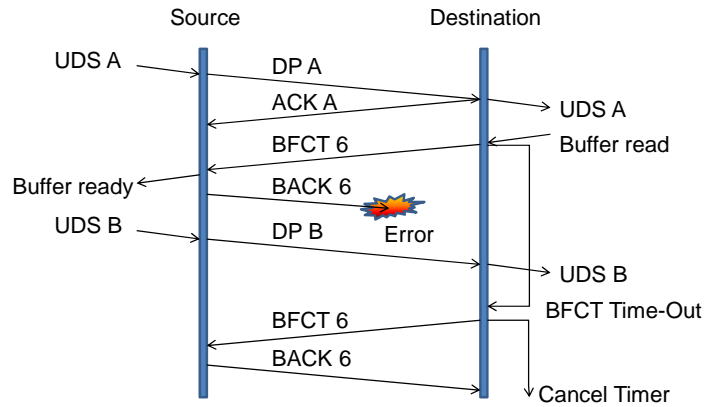 Source
Destination
UDS A
DP A
ACK A
UDS A
BFCT 6
Buffer read
Buffer ready
BACK 6
UDS B
DP B
Error
UDS B
BFCT Time-Out
BFCT 6
BACK 6
Cancel Timer